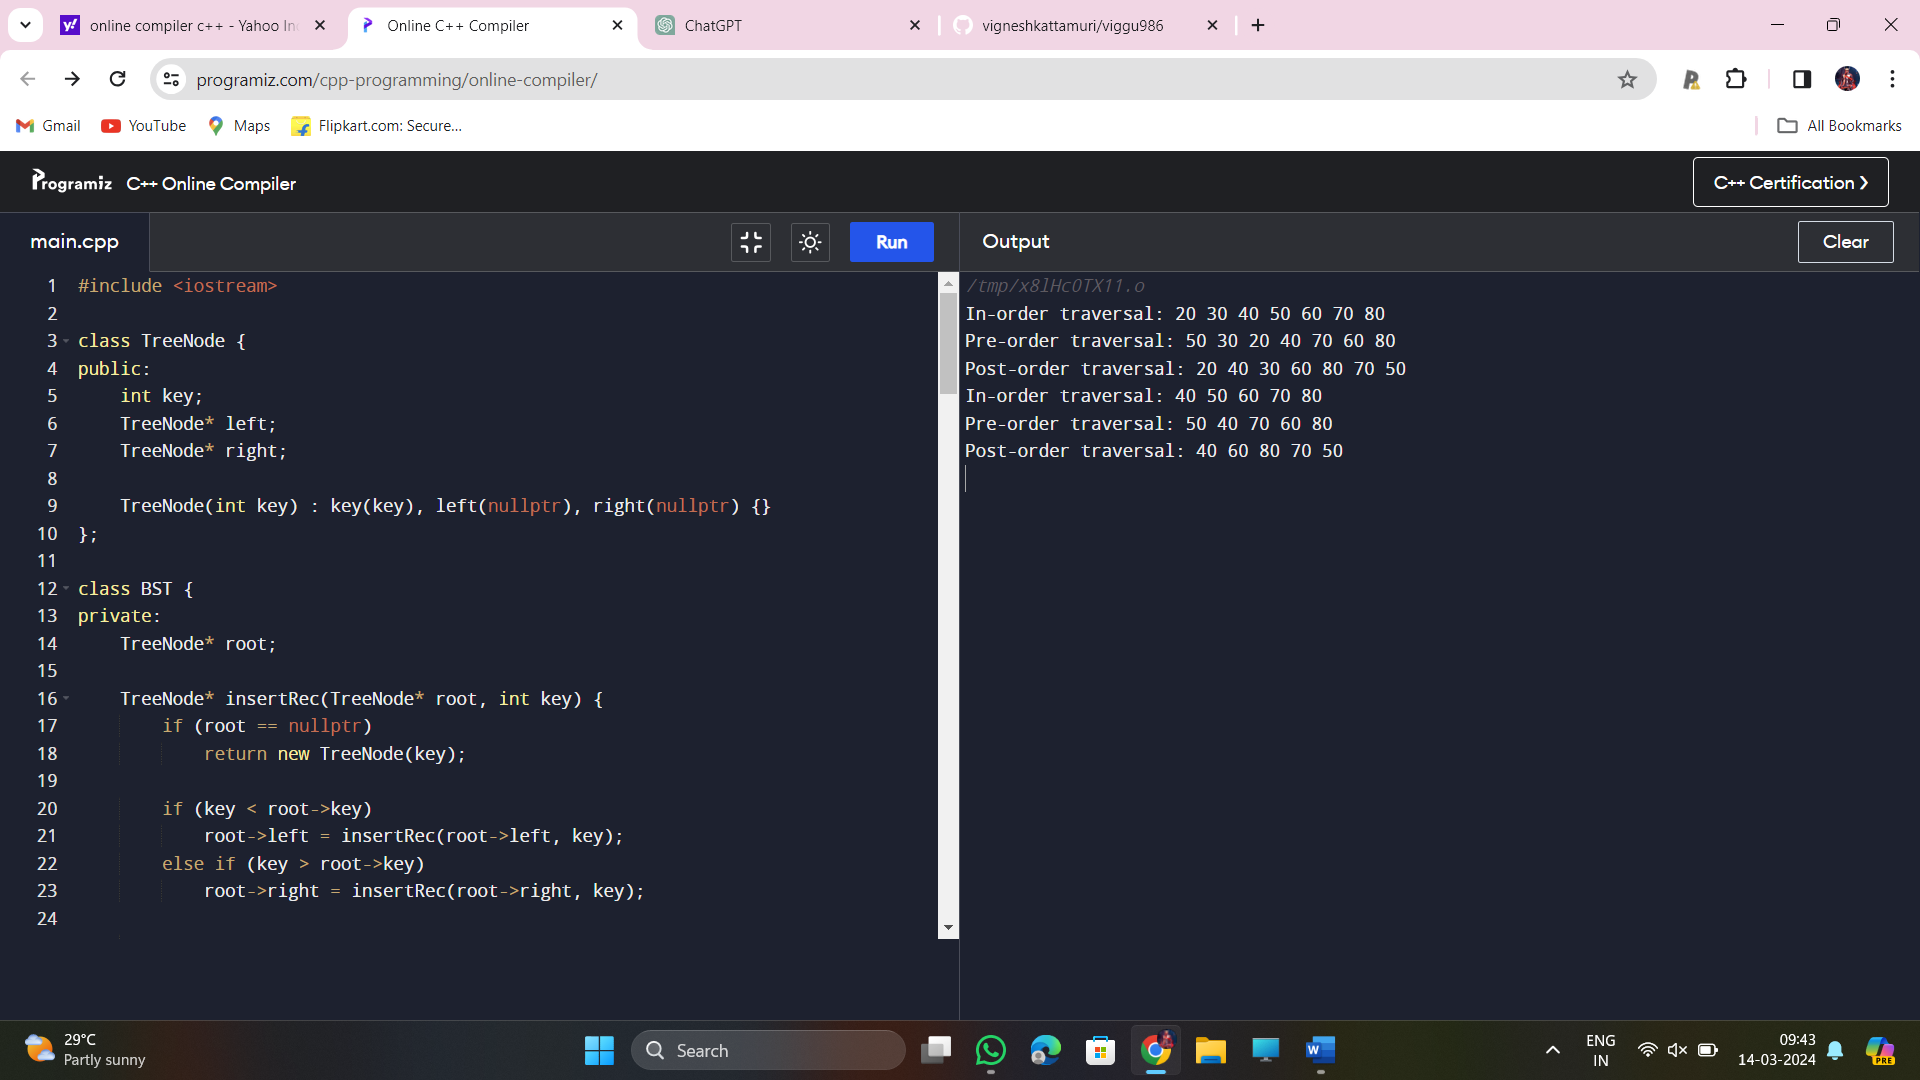 online compiler c++ - Yahoo In
Online C++ Compiler
ChatGPT
vigneshkattamuri/viggu986
programiz.com/cpp-programming/online-compiler/
Gmail
YouTube
Maps
Flipkart.com: Secure...
All Bookmarks
Programiz
C++ Online Compiler
C++ Certification
main.cpp
Run
Output
Clear
1 #include <iostream>
2
3 class TreeNode {
4 public:
5 int key;
6 TreeNode* left;
7 TreeNode* right;
8
9 TreeNode(int key) : key(key), left(nullptr), right(nullptr) {}
10 };
11
12 class BST {
13 private:
14 TreeNode* root;
15
16 TreeNode* insertRec(TreeNode* root, int key) {
17 if (root == nullptr)
18 return new TreeNode(key);
19
20 if (key < root->key)
21 root->left = insertRec(root->left, key);
22 else if (key > root->key)
23 root->right = insertRec(root->right, key);
24
/tmp/x8lHcOTX11.o
In-order traversal: 20 30 40 50 60 70 80
Pre-order traversal: 50 30 20 40 70 60 80
Post-order traversal: 20 40 30 60 80 70 50
In-order traversal: 40 50 60 70 80
Pre-order traversal: 50 40 70 60 80
Post-order traversal: 40 60 80 70 50
29°C
Partly sunny
Search
ENG
IN
09:43
14-03-2024
PRE